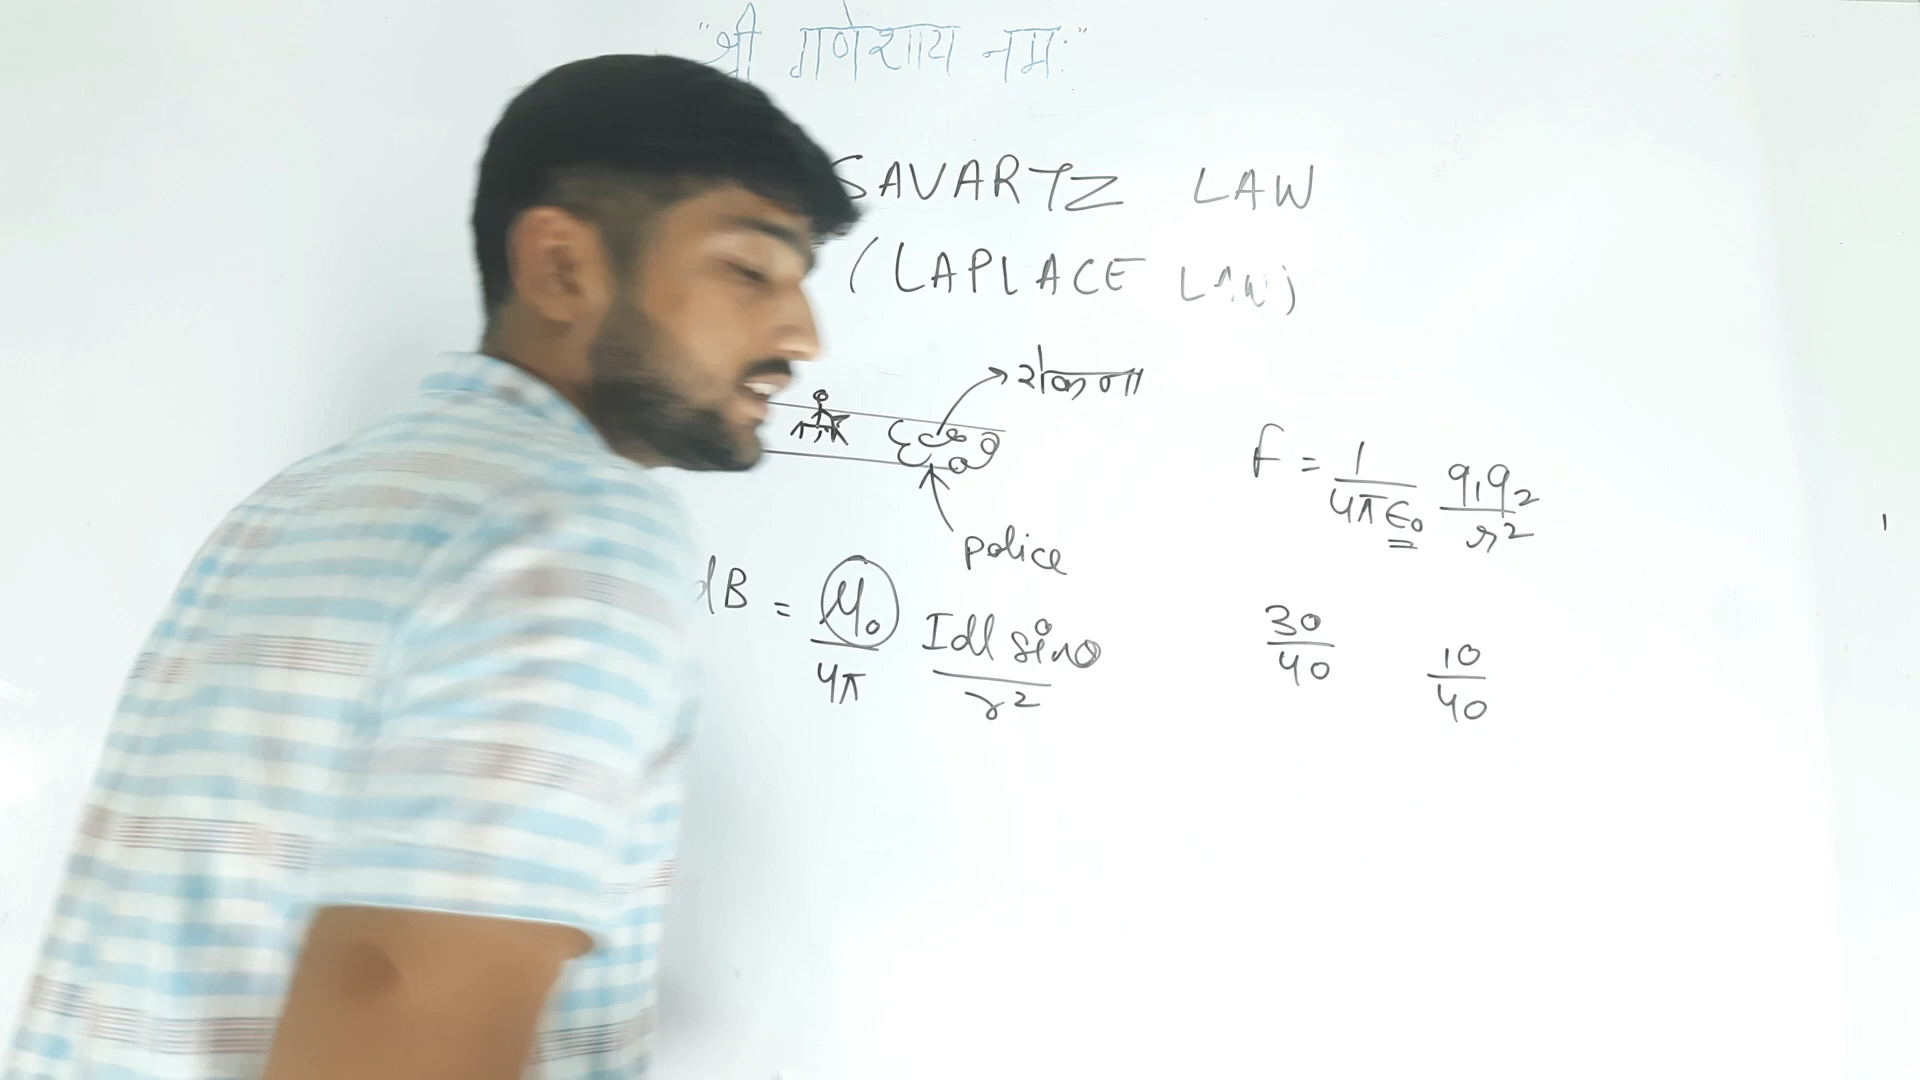 "श्री गणेशाय नमः"
SAVARTZ LAW
(LAPLACE LAW)
रोकना
police
F = 1/4πε₀ q₁q₂/r²
dB = μ₀/4π Idl sinθ/r²
30/40
10/40